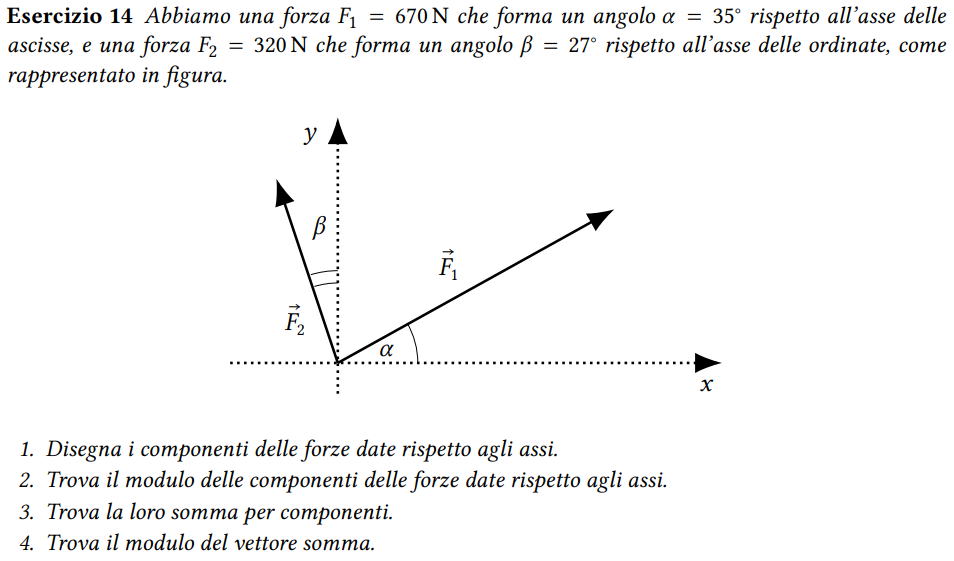 Esercizio 14 Abbiamo una forza F₁ = 670 N che forma un angolo α = 35° rispetto all'asse delle
ascisse, e una forza F₂ = 320 N che forma un angolo β = 27° rispetto all'asse delle ordinate, come
rappresentato in figura.
y
β
F⃗₁
F⃗₂
α
x
1. Disegna i componenti delle forze date rispetto agli assi.
2. Trova il modulo delle componenti delle forze date rispetto agli assi.
3. Trova la loro somma per componenti.
4. Trova il modulo del vettore somma.